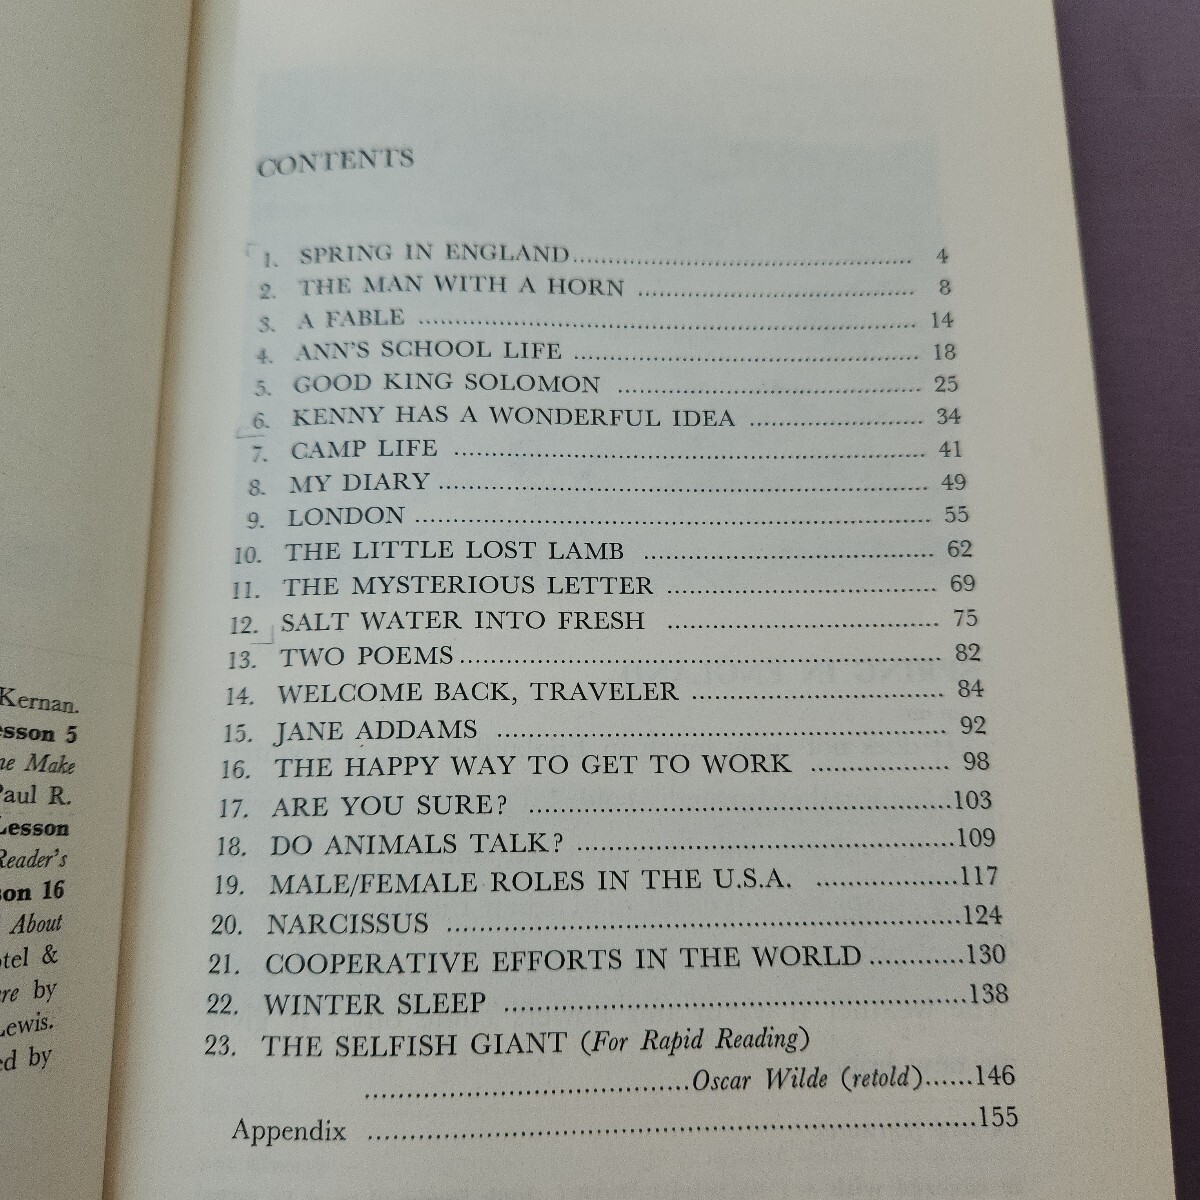 Kernan.
esson 5
ne Make
Paul R.
Lesson
Reader's
son 16
About
otel &
ere by
Lewis.
ed by
CONTENTS
1. SPRING IN ENGLAND.................... 4
2. THE MAN WITH A HORN .................... 8
3. A FABLE .................... 14
4. ANN'S SCHOOL LIFE .................... 18
5. GOOD KING SOLOMON .................... 25
6. KENNY HAS A WONDERFUL IDEA .................... 34
7. CAMP LIFE .................... 41
8. MY DIARY .................... 49
9. LONDON .................... 55
10. THE LITTLE LOST LAMB .................... 62
11. THE MYSTERIOUS LETTER .................... 69
12. SALT WATER INTO FRESH .................... 75
13. TWO POEMS.................... 82
14. WELCOME BACK, TRAVELER .................... 84
15. JANE ADDAMS .................... 92
16. THE HAPPY WAY TO GET TO WORK .................... 98
17. ARE YOU SURE? ....................103
18. DO ANIMALS TALK? ....................109
19. MALE/FEMALE ROLES IN THE U.S.A. ....................117
20. NARCISSUS ....................124
21. COOPERATIVE EFFORTS IN THE WORLD............130
22. WINTER SLEEP ....................138
23. THE SELFISH GIANT (For Rapid Reading)
....................Oscar Wilde (retold)......146
Appendix ....................155